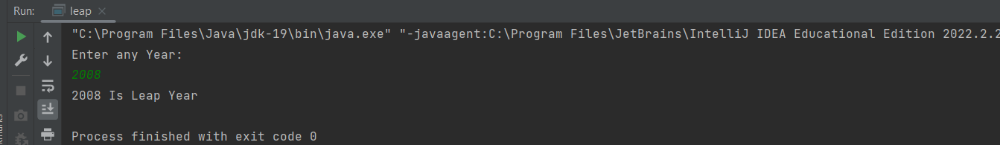 Run: leap
"C:\Program Files\Java\jdk-19\bin\java.exe" "-javaagent:C:\Program Files\JetBrains\IntelliJ IDEA Educational Edition 2022.2.2
Enter any Year:
2008
2008 Is Leap Year
Process finished with exit code 0